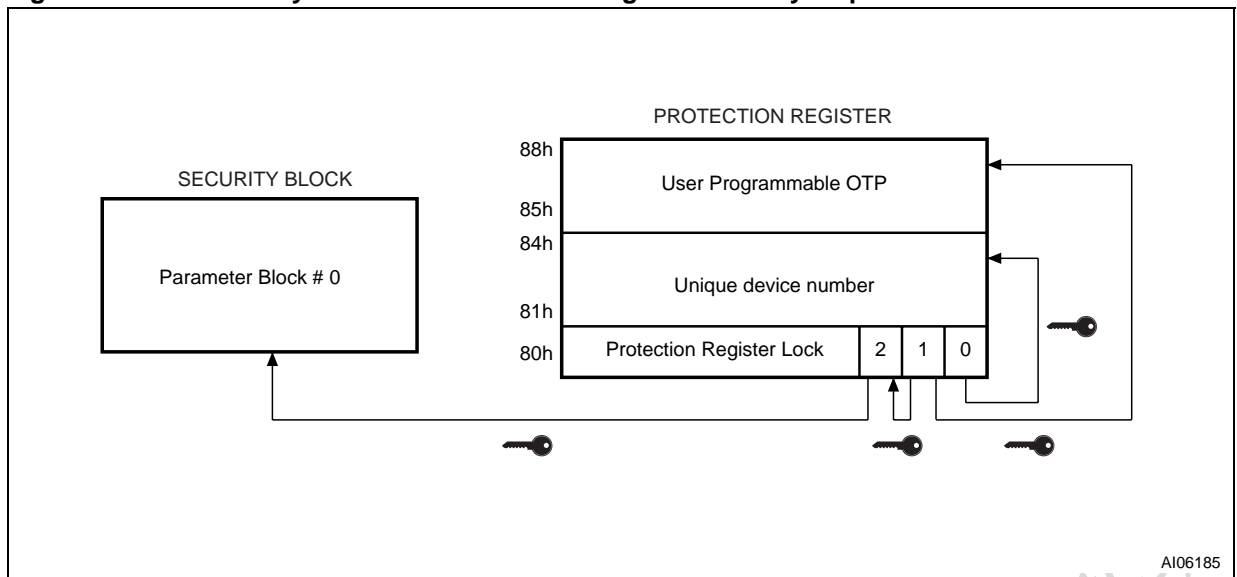 PROTECTION REGISTER
88h
User Programmable OTP
SECURITY BLOCK
85h
84h
Parameter Block # 0
Unique device number
81h
80h
Protection Register Lock 2 1 0
AI06185